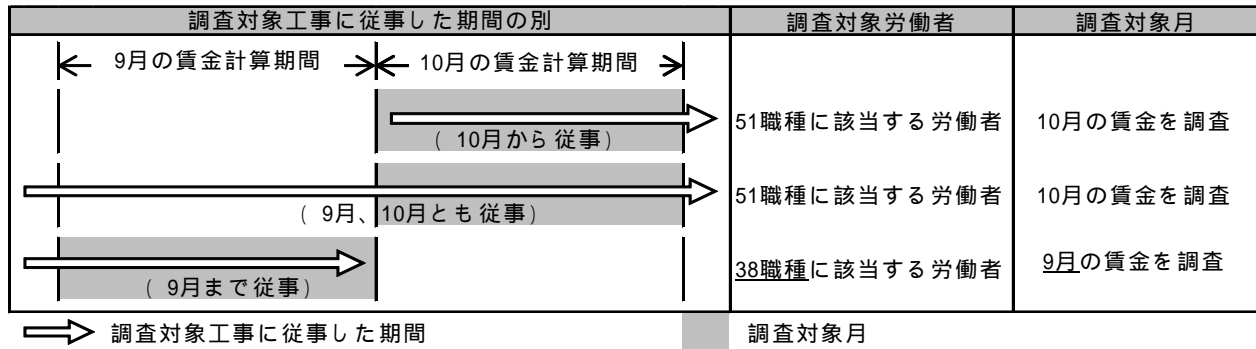 調査対象工事に従事した期間の別 調査対象労働者 調査対象月
9月の賃金計算期間 10月の賃金計算期間
51職種に該当する労働者 10月の賃金を調査
( 10月から従事)
51職種に該当する労働者 10月の賃金を調査
( 9月、10月とも従事)
38職種に該当する労働者 9月の賃金を調査
( 9月まで従事)
調査対象工事に従事した期間 調査対象月